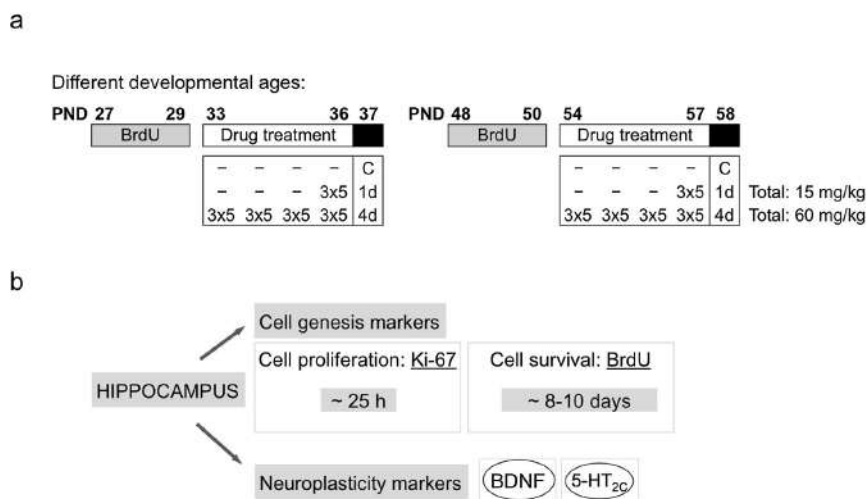 a
Different developmental ages:
PND 27 29 33 36 37 PND 48 50 54 57 58
BrdU Drug treatment BrdU Drug treatment
– – – – C – – – – C
– – – 3x5 1d – – – 3x5 1d Total: 15 mg/kg
3x5 3x5 3x5 3x5 4d 3x5 3x5 3x5 3x5 4d Total: 60 mg/kg
b
Cell genesis markers
Cell proliferation: Ki-67 Cell survival: BrdU
HIPPOCAMPUS ~ 25 h ~ 8-10 days
Neuroplasticity markers BDNF 5-HT2C